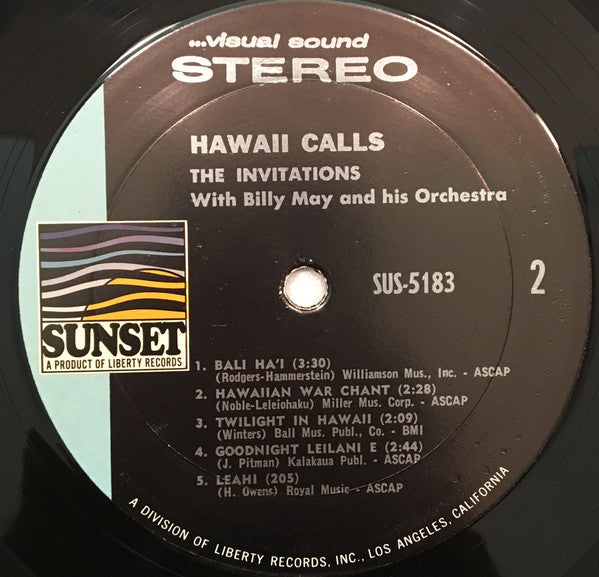 ...visual sound
STEREO
HAWAII CALLS
THE INVITATIONS
With Billy May and his Orchestra
SUS-5183
2
SUNSET
A PRODUCT OF LIBERTY RECORDS
1. BALI HA'I (3:30)
(Rodgers-Hammerstein) Williamson Mus., Inc. - ASCAP
2. HAWAIIAN WAR CHANT (2:28)
(Noble-Leleiohaku) Miller Mus. Corp. - ASCAP
3. TWILIGHT IN HAWAII (2:09)
(Winters) Ball Mus. Publ., Co. - BMI
4. GOODNIGHT LEILANI E (2:44)
(J. Pitman) Kalakaua Publ. - ASCAP
5. LEAHI (205)
(H. Owens) Royal Music - ASCAP
A DIVISION OF LIBERTY RECORDS, INC., LOS ANGELES, CALIFORNIA